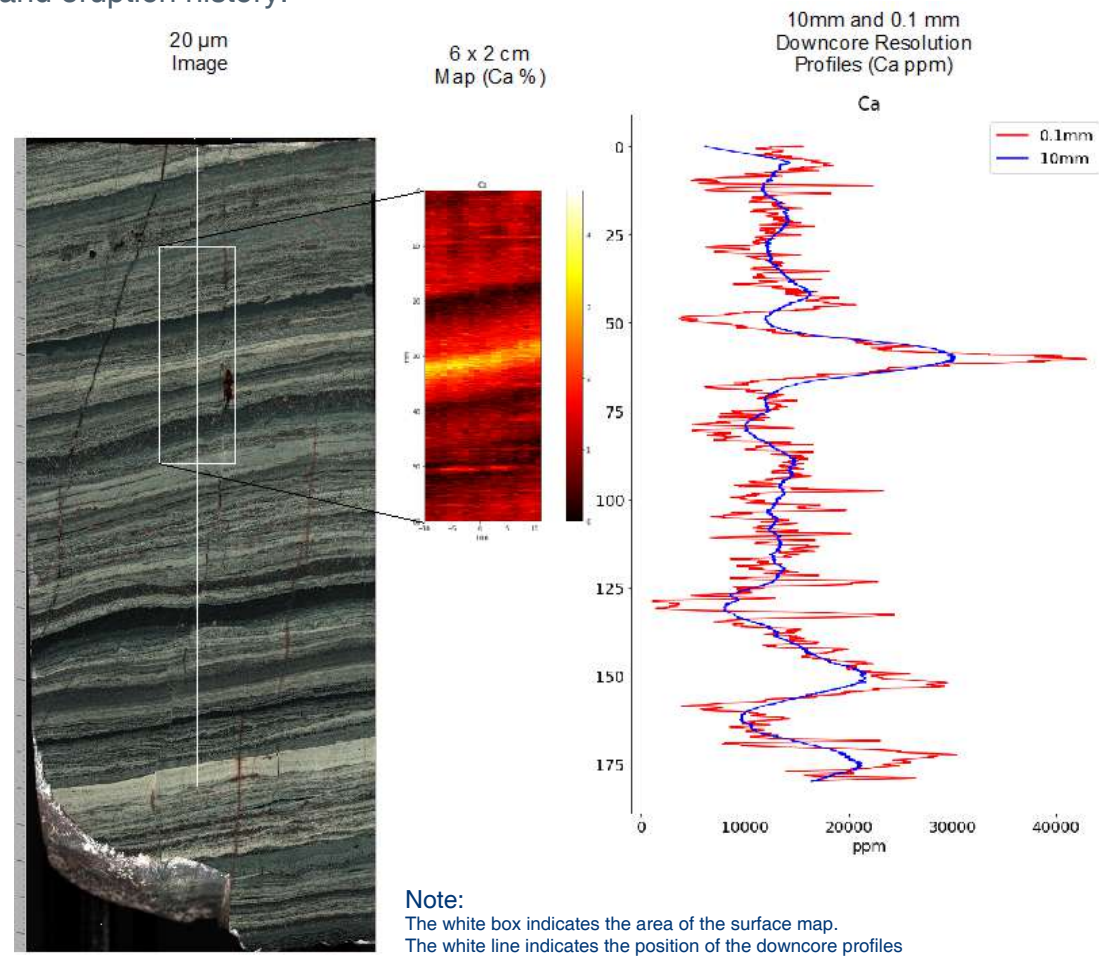 and eruption history.
20 µm
Image
6 x 2 cm
Map (Ca %)
10mm and 0.1 mm
Downcore Resolution
Profiles (Ca ppm)
Ca
0.1mm
10mm
0
25
50
75
100
125
150
175
0
10000
20000
30000
40000
ppm
Note:
The white box indicates the area of the surface map.
The white line indicates the position of the downcore profiles